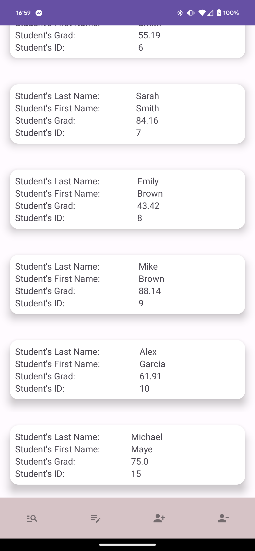 16:59 100%
Student's Grad: 55.19
Student's ID: 6
Student's Last Name: Sarah
Student's First Name: Smith
Student's Grad: 84.16
Student's ID: 7
Student's Last Name: Emily
Student's First Name: Brown
Student's Grad: 43.42
Student's ID: 8
Student's Last Name: Mike
Student's First Name: Brown
Student's Grad: 88.14
Student's ID: 9
Student's Last Name: Alex
Student's First Name: Garcia
Student's Grad: 61.91
Student's ID: 10
Student's Last Name: Michael
Student's First Name: Maye
Student's Grad: 75.0
Student's ID: 15